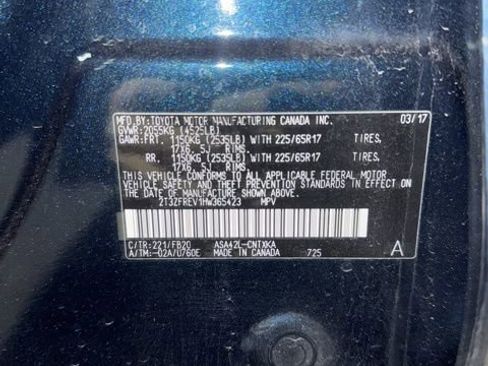 MFD.BY:TOYOTA MOTOR MANUFACTURING CANADA INC. 03/17
GVWR:2055KG (4525LB)
GAWR:FRT. 1150KG (2535LB) WITH 225/65R17 TIRES,
17X6.5J RIMS,
RR. 1150KG (2535LB) WITH 225/65R17 TIRES,
17X6.5J RIMS,
THIS VEHICLE CONFORMS TO ALL APPLICABLE FEDERAL MOTOR
VEHICLE SAFETY AND THEFT PREVENTION STANDARDS IN EFFECT ON
THE DATE OF MANUFACTURE SHOWN ABOVE.
2T3ZFREV1HW365423 MPV
C/TR:221/FB20 ASA42L-CNTXKA A
A/TM:-02A/U760E MADE IN CANADA 725